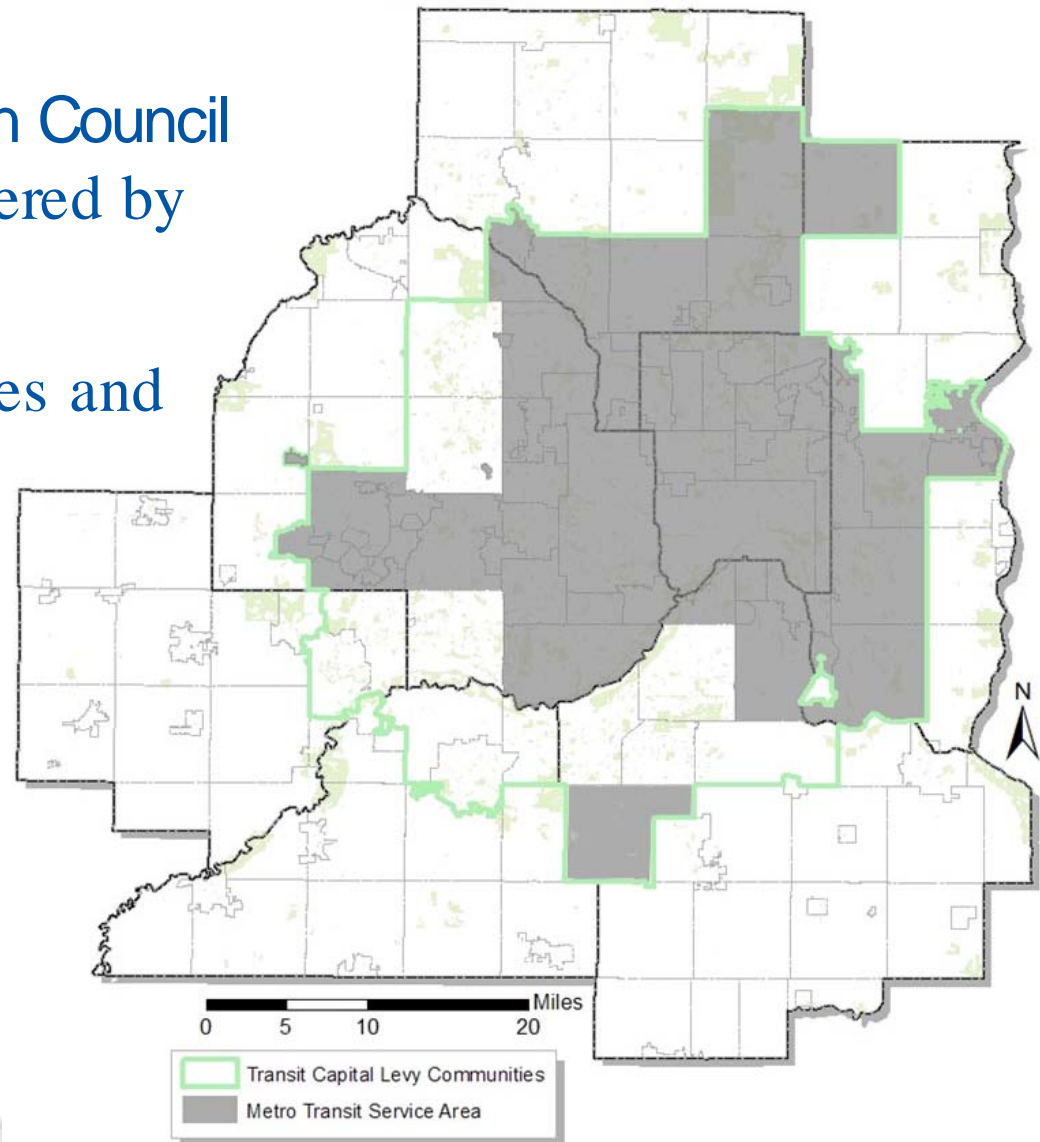 n Council
ered by
es and
N
Miles
0 5 10 20
Transit Capital Levy Communities
Metro Transit Service Area